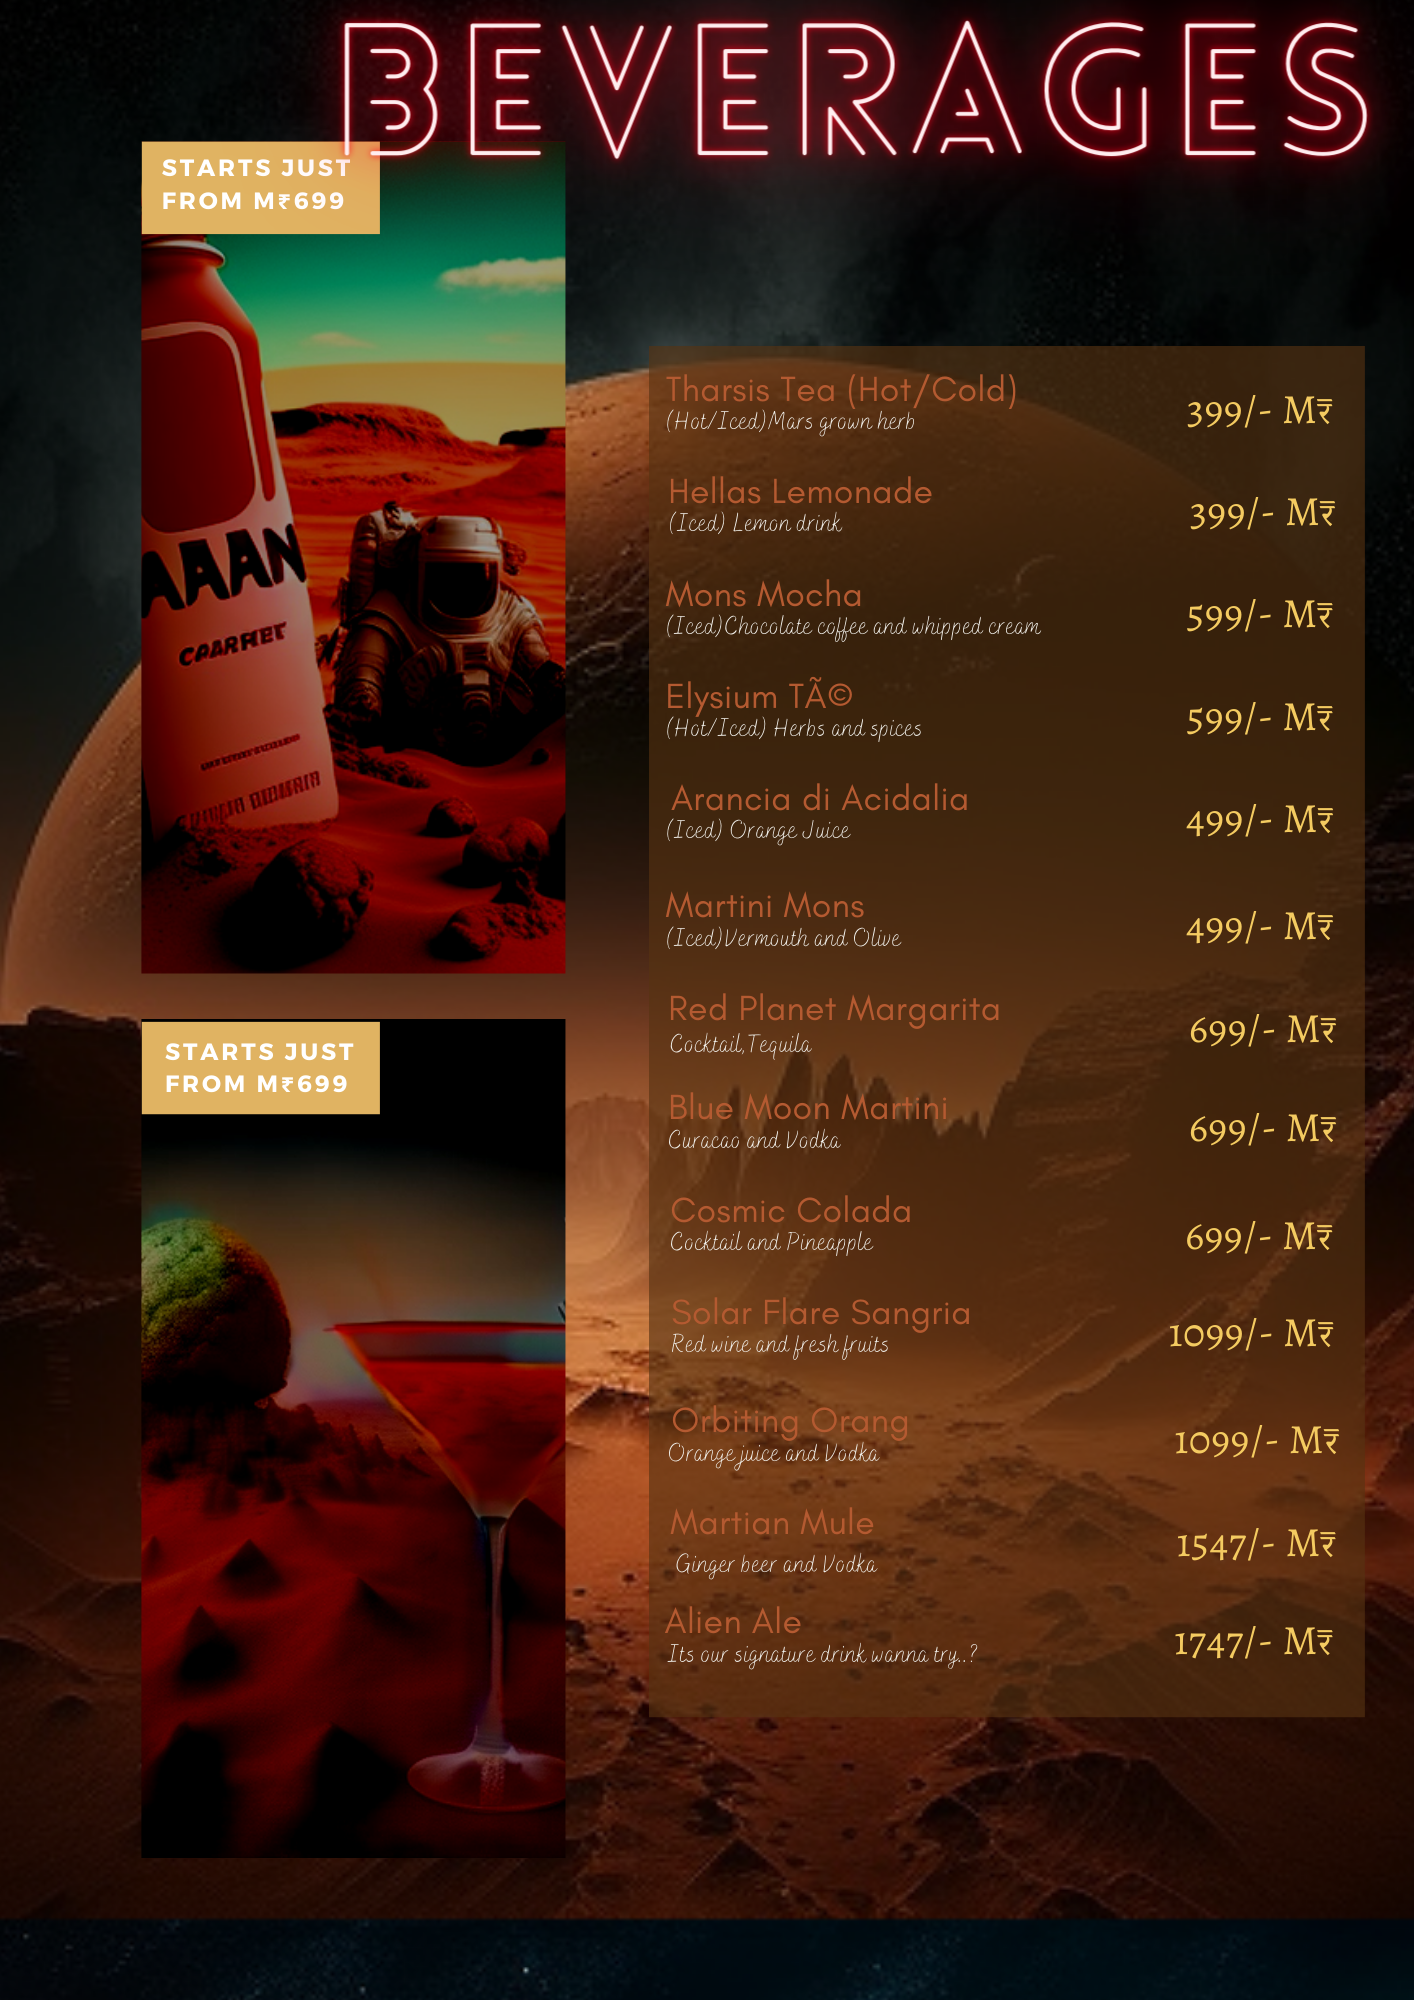 BEVERAGES
STARTS JUST
FROM M₹699
AAAN
CAARFIET
STARTS JUST
FROM M₹699
Tharsis Tea (Hot/Cold)
(Hot/Iced)Mars grown herb
399/- M₹
Hellas Lemonade
(Iced) Lemon drink
399/- M₹
Mons Mocha
(Iced)Chocolate coffee and whipped cream
599/- M₹
Elysium TÃ©
(Hot/Iced) Herbs and spices
599/- M₹
Arancia di Acidalia
(Iced) Orange Juice
499/- M₹
Martini Mons
(Iced)Vermouth and Olive
499/- M₹
Red Planet Margarita
Cocktail,Tequila
699/- M₹
Blue Moon Martini
Curacao and Vodka
699/- M₹
Cosmic Colada
Cocktail and Pineapple
699/- M₹
Solar Flare Sangria
Red wine and fresh fruits
1099/- M₹
Orbiting Orang
Orange juice and Vodka
1099/- M₹
Martian Mule
Ginger beer and Vodka
1547/- M₹
Alien Ale
Its our signature drink wanna try..?
1747/- M₹